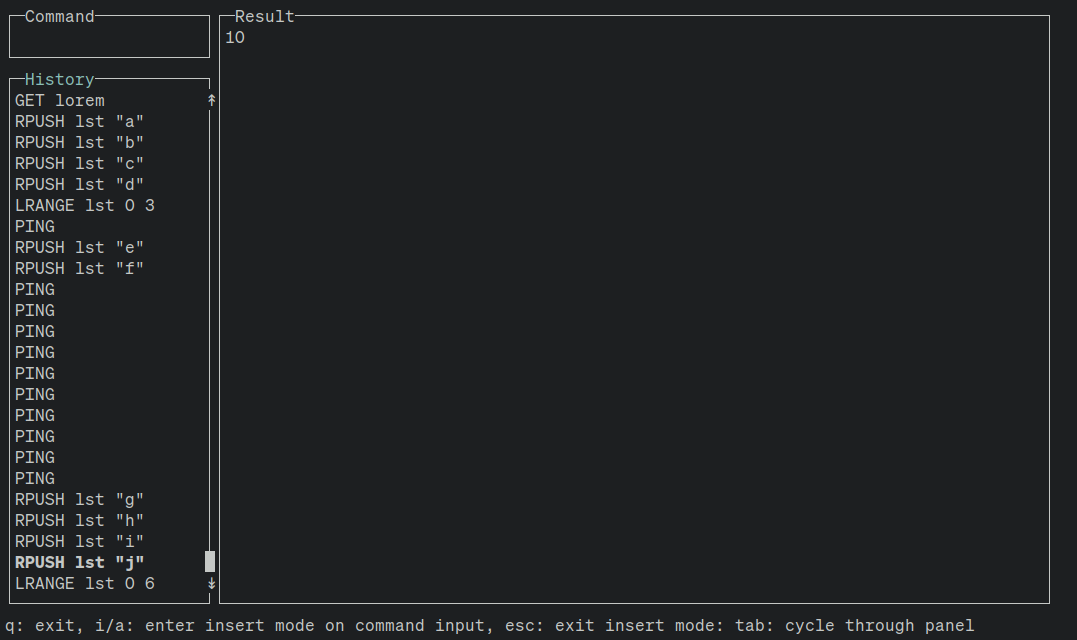 Command
Result
10
History
GET lorem
RPUSH lst "a"
RPUSH lst "b"
RPUSH lst "c"
RPUSH lst "d"
LRANGE lst 0 3
PING
RPUSH lst "e"
RPUSH lst "f"
PING
PING
PING
PING
PING
PING
PING
PING
PING
PING
RPUSH lst "g"
RPUSH lst "h"
RPUSH lst "i"
RPUSH lst "j"
LRANGE lst 0 6
q: exit, i/a: enter insert mode on command input, esc: exit insert mode: tab: cycle through panel